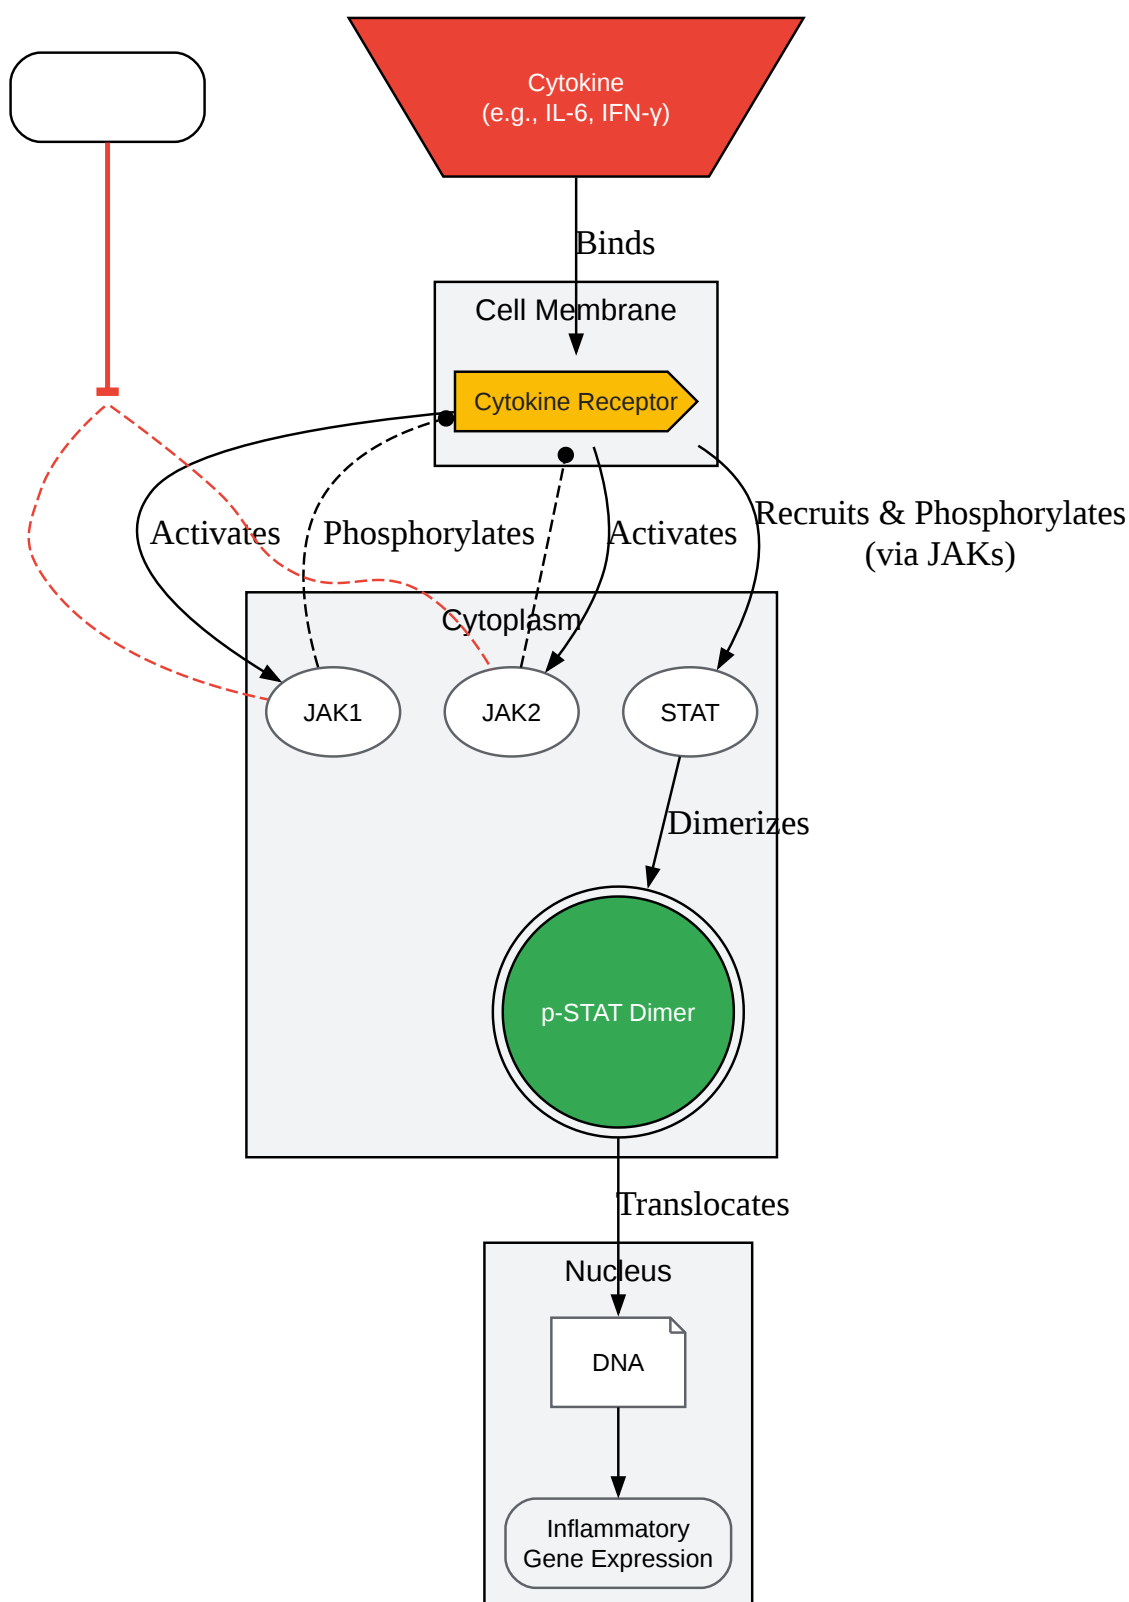 Cytokine
(e.g., IL-6, IFN-γ)
Binds
Cell Membrane
Cytokine Receptor
Activates
Phosphorylates
Activates
Recruits & Phosphorylates
(via JAKs)
Cytoplasm
JAK1
JAK2
STAT
Dimerizes
p-STAT Dimer
Translocates
Nucleus
DNA
Inflammatory
Gene Expression